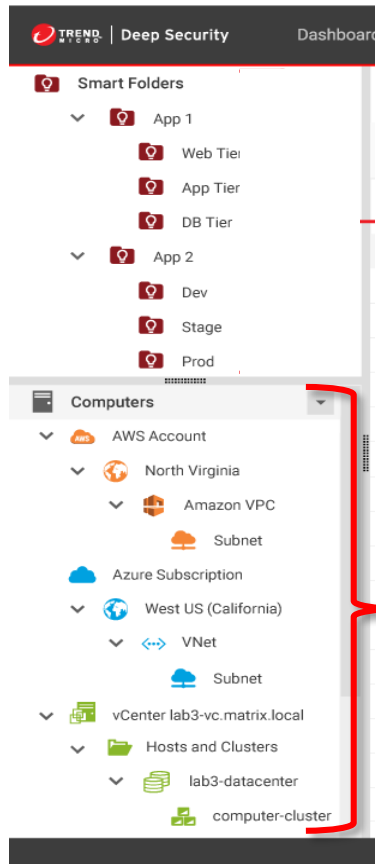 TREND MICRO | Deep Security Dashboard
Smart Folders
App 1
Web Tier
App Tier
DB Tier
App 2
Dev
Stage
Prod
Computers
AWS AWS Account
North Virginia
Amazon VPC
Subnet
Azure Subscription
West US (California)
VNet
Subnet
vCenter lab3-vc.matrix.local
Hosts and Clusters
lab3-datacenter
computer-cluster